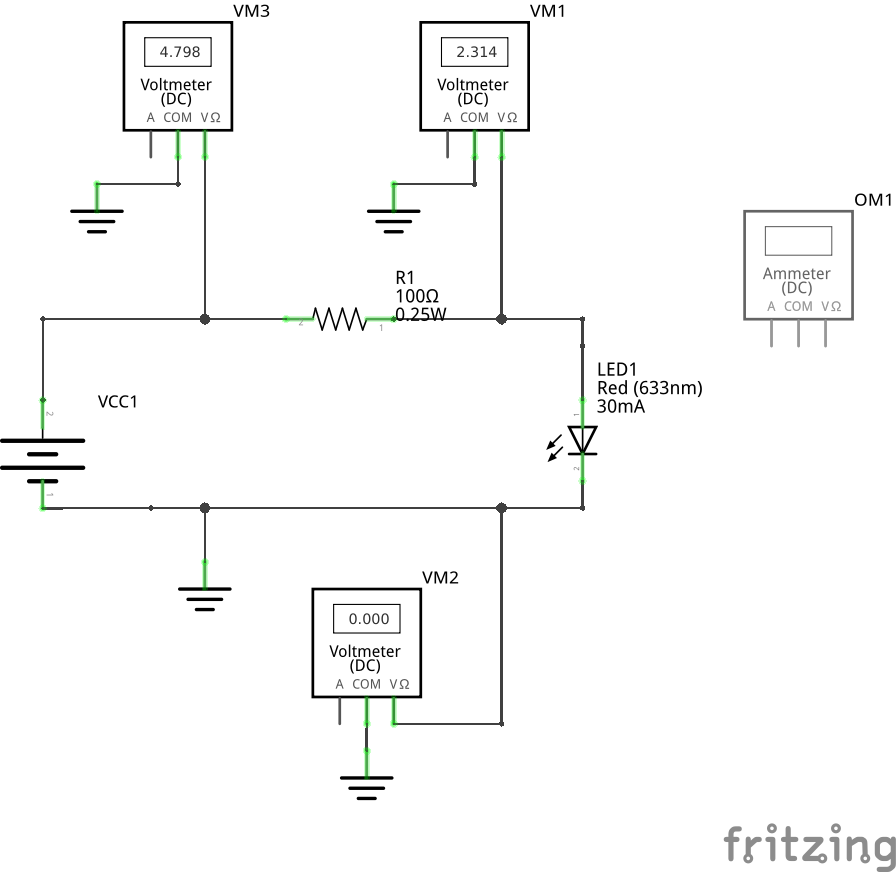 VM3
4.798
Voltmeter
(DC)
A COM VΩ
VM1
2.314
Voltmeter
(DC)
A COM VΩ
OM1
Ammeter
(DC)
A COM VΩ
R1
100Ω
0.25W
2
1
VCC1
2
1
LED1
Red (633nm)
30mA
1
2
VM2
0.000
Voltmeter
(DC)
A COM VΩ
fritzing